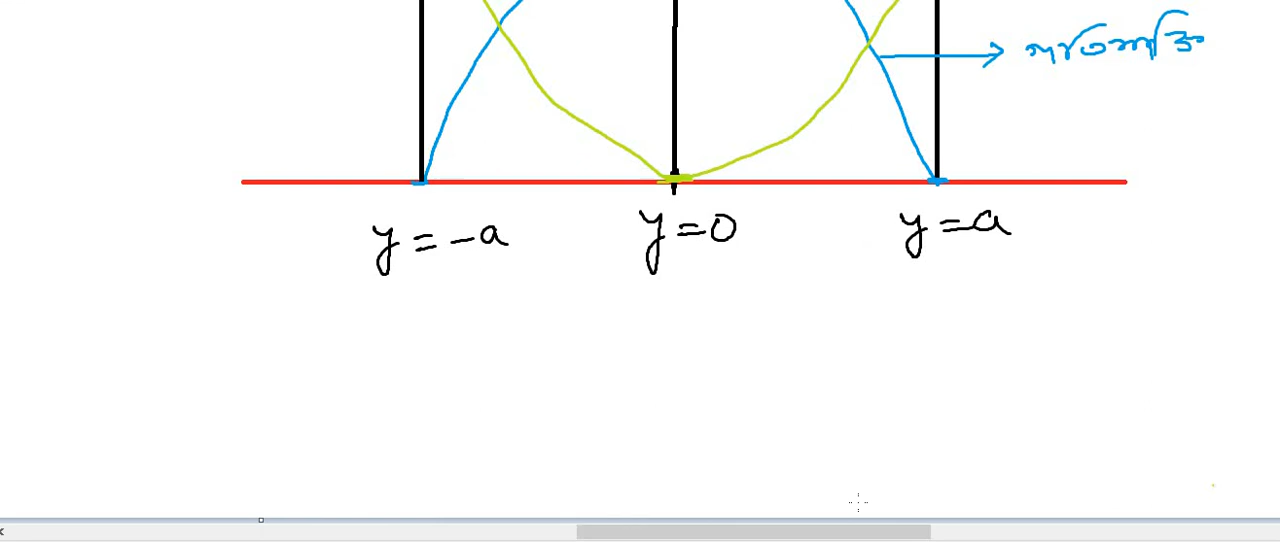 y = -a y = 0 y = a